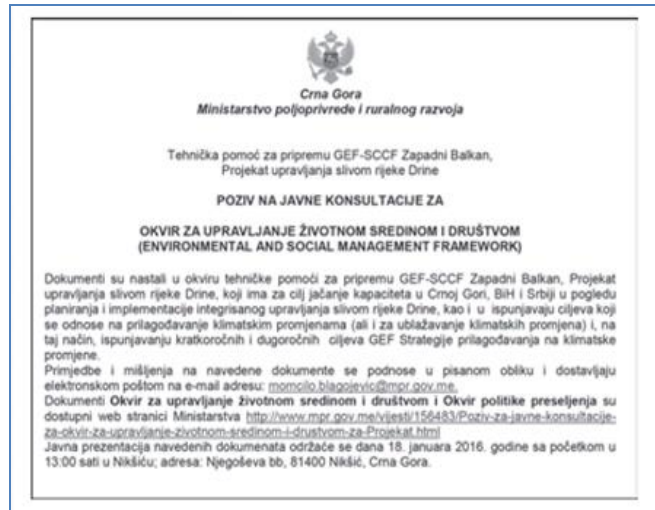 Crna Gora
Ministarstvo poljoprivrede i ruralnog razvoja
Tehnička pomoć za pripremu GEF-SCCF Zapadni Balkan,
Projekat upravljanja slivom rijeke Drine
POZIV NA JAVNE KONSULTACIJE ZA
OKVIR ZA UPRAVLJANJE ŽIVOTNOM SREDINOM I DRUŠTVOM
(ENVIRONMENTAL AND SOCIAL MANAGEMENT FRAMEWORK)
Dokumenti su nastali u okviru tehničke pomoći za pripremu GEF-SCCF Zapadni Balkan, Projekat
upravljanja slivom rijeke Drine, koji ima za cilj jačanje kapaciteta u Crnoj Gori, BiH i Srbiji u pogledu
planiranja i implementacije integrisanog upravljanja slivom rijeke Drine, kao i u ispunjavaju ciljeva koji
se odnose na prilagođavanje klimatskim promjenama (ali i za ublažavanje klimatskih promjena) i, na
taj način, ispunjavanju kratkoročnih i dugoročnih ciljeva GEF Strategije prilagođavanja na klimatske
promjene.
Primjedbe i mišljenja na navedene dokumente se podnose u pisanom obliku i dostavljaju
elektronskom poštom na e-mail adresu: momcilo.blagojevic@mpr.gov.me.
Dokumenti Okvir za upravljanje životnom sredinom i društvom i Okvir politike preseljenja su
dostupni web stranici Ministarstva http://www.mpr.gov.me/vijesti/156483/Poziv-za-javne-konsultacije-
za-okvir-za-upravljanje-zivotnom-sredinom-i-drustvom-za-Projekat.html
Javna prezentacija navedenih dokumenata održaće se dana 18. januara 2016. godine sa početkom u
13:00 sati u Nikšiću; adresa: Njegoševa bb, 81400 Nikšić, Crna Gora.